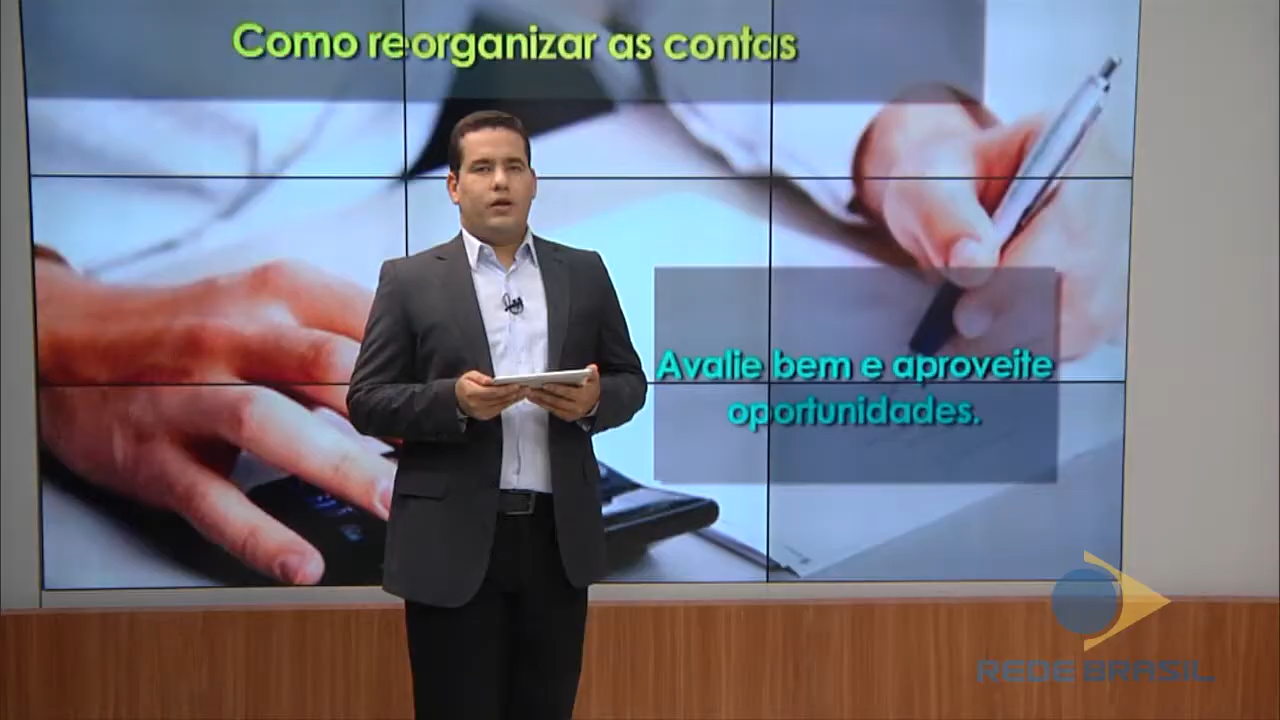 Como reorganizar as contas
Avalie bem e aproveite
oportunidades.
REDE BRASIL